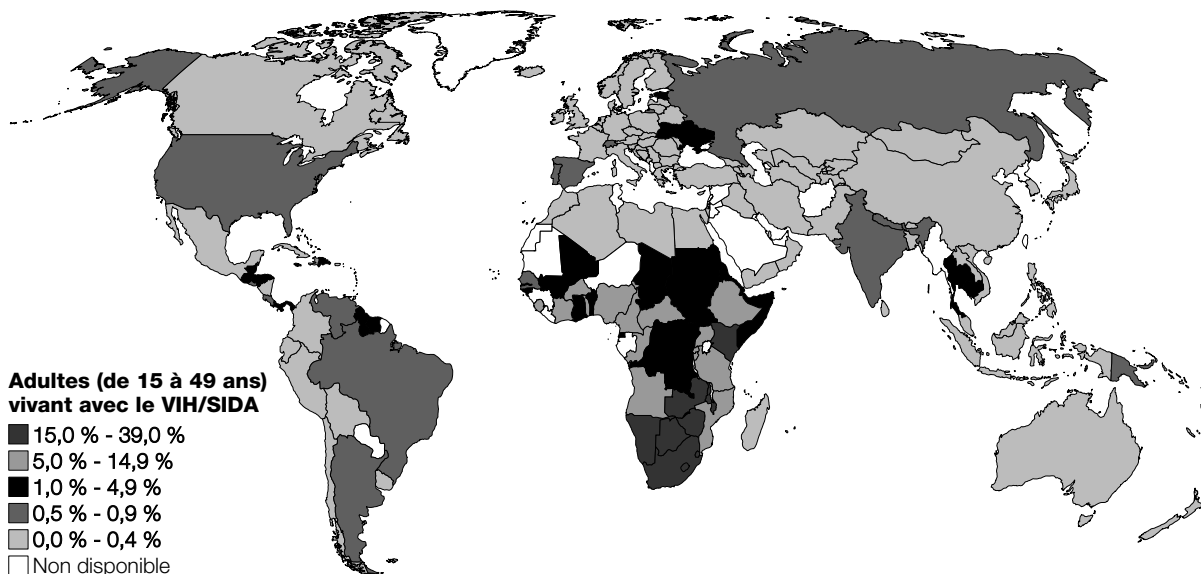 Adultes (de 15 à 49 ans)
vivant avec le VIH/SIDA
15,0 % - 39,0 %
5,0 % - 14,9 %
1,0 % - 4,9 %
0,5 % - 0,9 %
0,0 % - 0,4 %
Non disponible